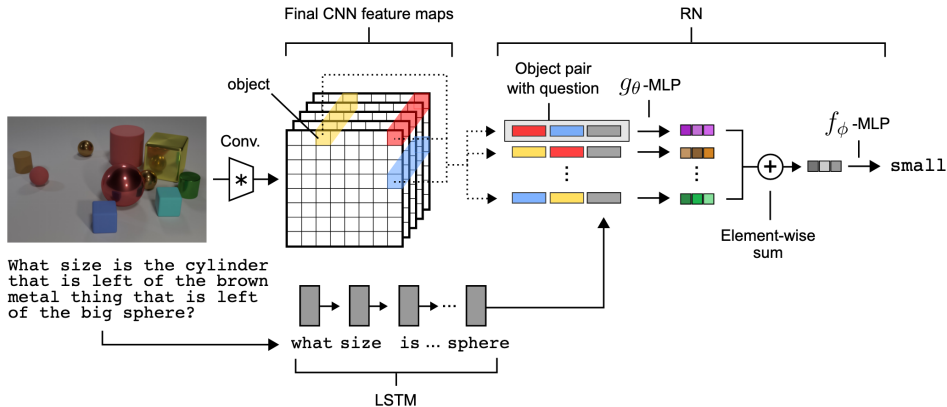 Final CNN feature maps
RN
object
Object pair
with question
gθ-MLP
fϕ-MLP
Conv.
*
+
small
Element-wise
sum
What size is the cylinder
that is left of the brown
metal thing that is left
of the big sphere?
...
what size is ... sphere
LSTM